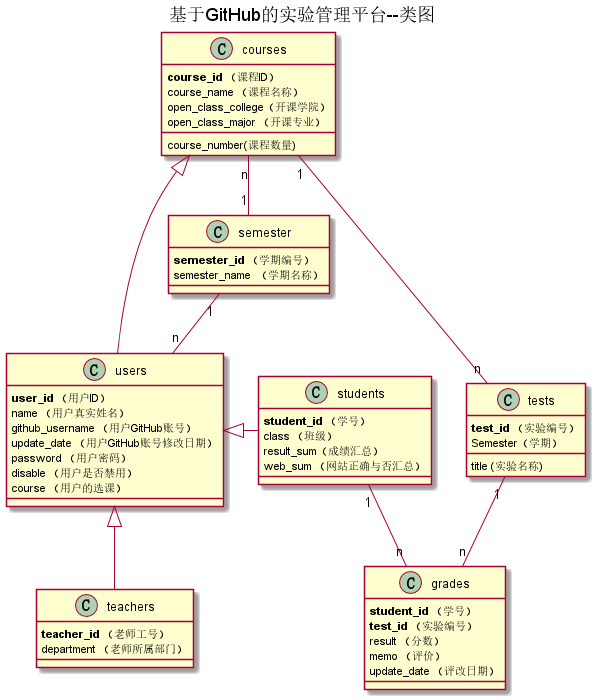 基于GitHub的实验管理平台--类图
C courses
course_id （课程ID）
course_name （课程名称）
open_class_college（开课学院）
open_class_major （开课专业）
course_number(课程数量)
n
1
1
C semester
semester_id （学期编号）
semester_name （学期名称）
1
n
n
C users
user_id （用户ID）
name （用户真实姓名）
github_username （用户GitHub账号）
update_date （用户GitHub账号修改日期）
password （用户密码）
disable （用户是否禁用）
course （用户的选课）
C students
student_id （学号）
class （班级）
result_sum（成绩汇总）
web_sum （网站正确与否汇总）
C tests
test_id （实验编号）
Semester（学期）
title (实验名称)
1
1
n
n
C teachers
teacher_id （老师工号）
department （老师所属部门）
C grades
student_id （学号）
test_id （实验编号）
result （分数）
memo （评价）
update_date （评改日期）